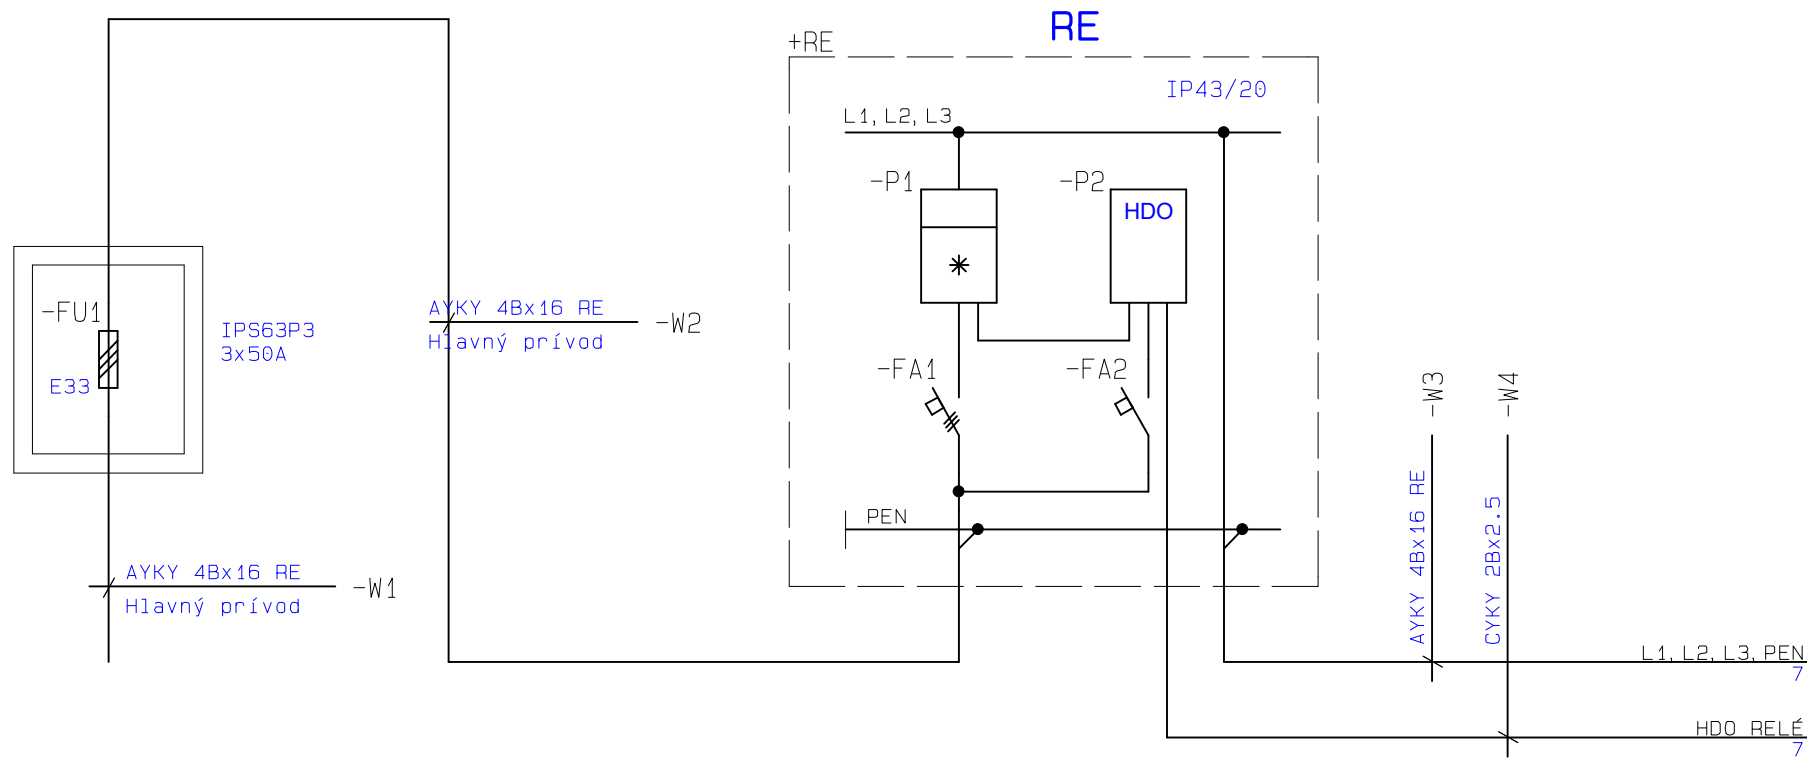 RE
+RE
IP43/20
L1, L2, L3
-P1
-P2
HDO
-FU1
IPS63P3
3x50A
E33
AYKY 4Bx16 RE
Hlavný prívod
-W2
-FA1
-FA2
-W3
-W4
AYKY 4Bx16 RE
CYKY 2Bx2.5
PEN
AYKY 4Bx16 RE
Hlavný prívod
-W1
L1, L2, L3, PEN
7
HDO RELÉ
7